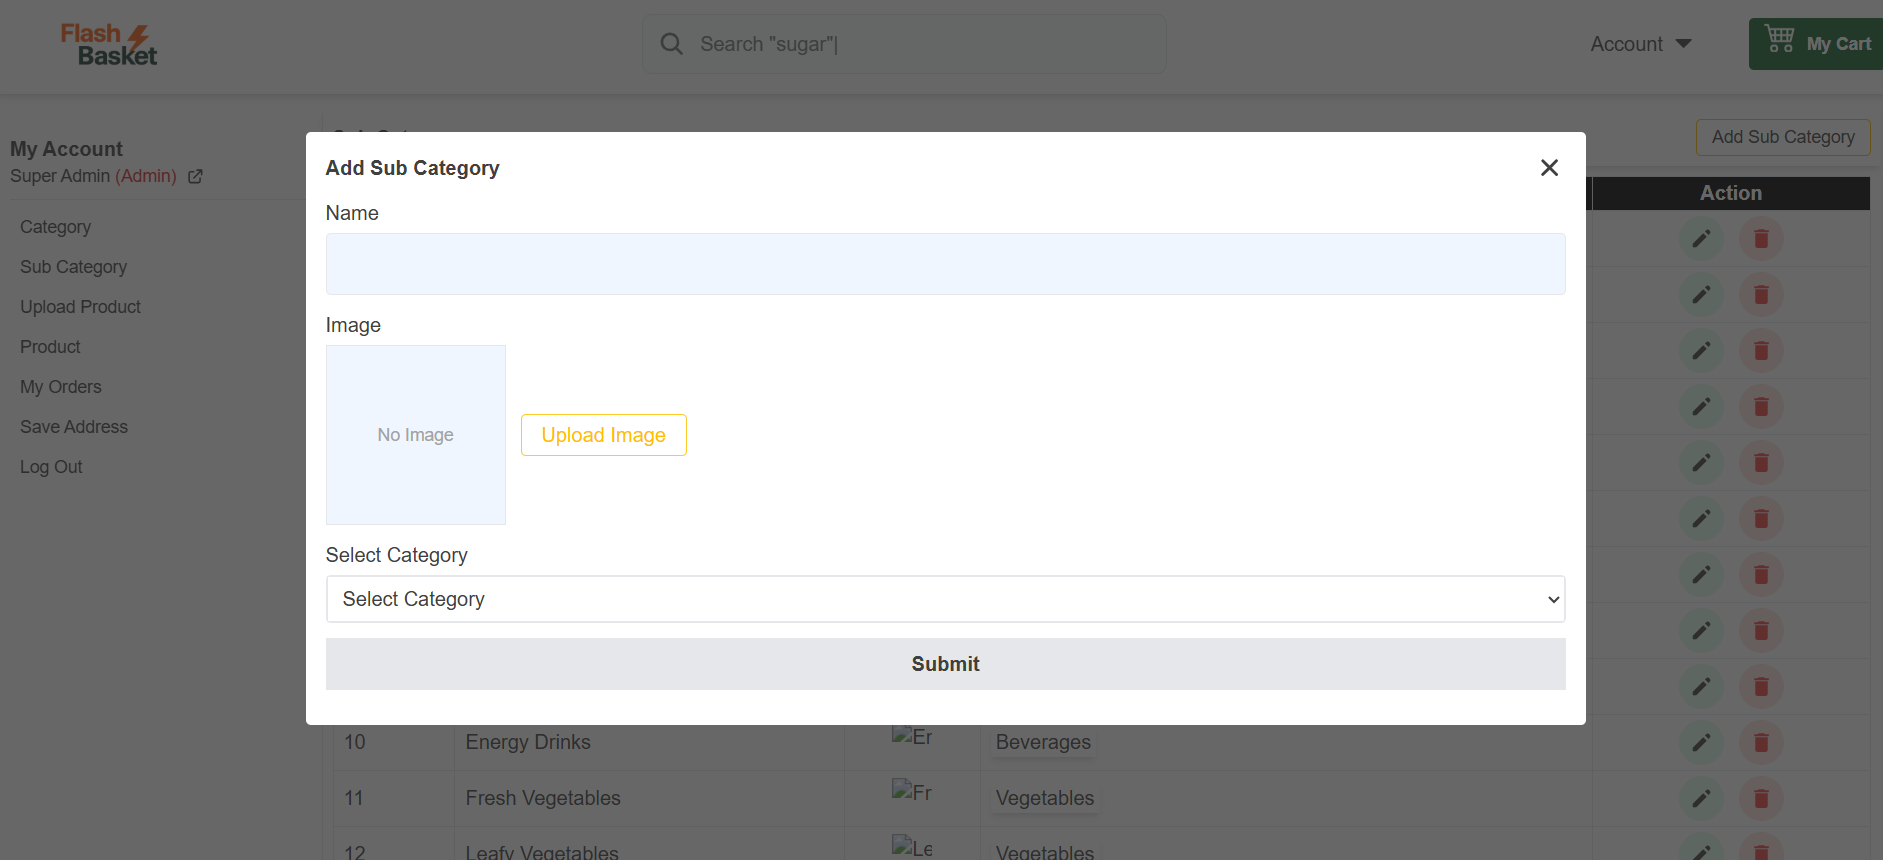 Flash
Basket
Search "sugar"|
Account
My Cart
My Account
Super Admin (Admin)
Category
Sub Category
Upload Product
Product
My Orders
Save Address
Log Out
Add Sub Category
Action
Add Sub Category
Name
Image
No Image
Upload Image
Select Category
Select Category
Submit
10 Energy Drinks Er Beverages
11 Fresh Vegetables Fr Vegetables
12 Leafy Vegetables Le Vegetables